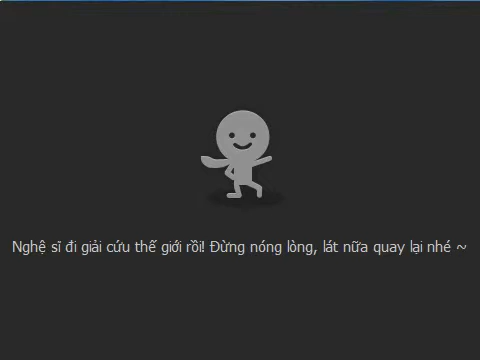 Nghệ sĩ đi giải cứu thế giới rồi! Đừng nóng lòng, lát nữa quay lại nhé ~